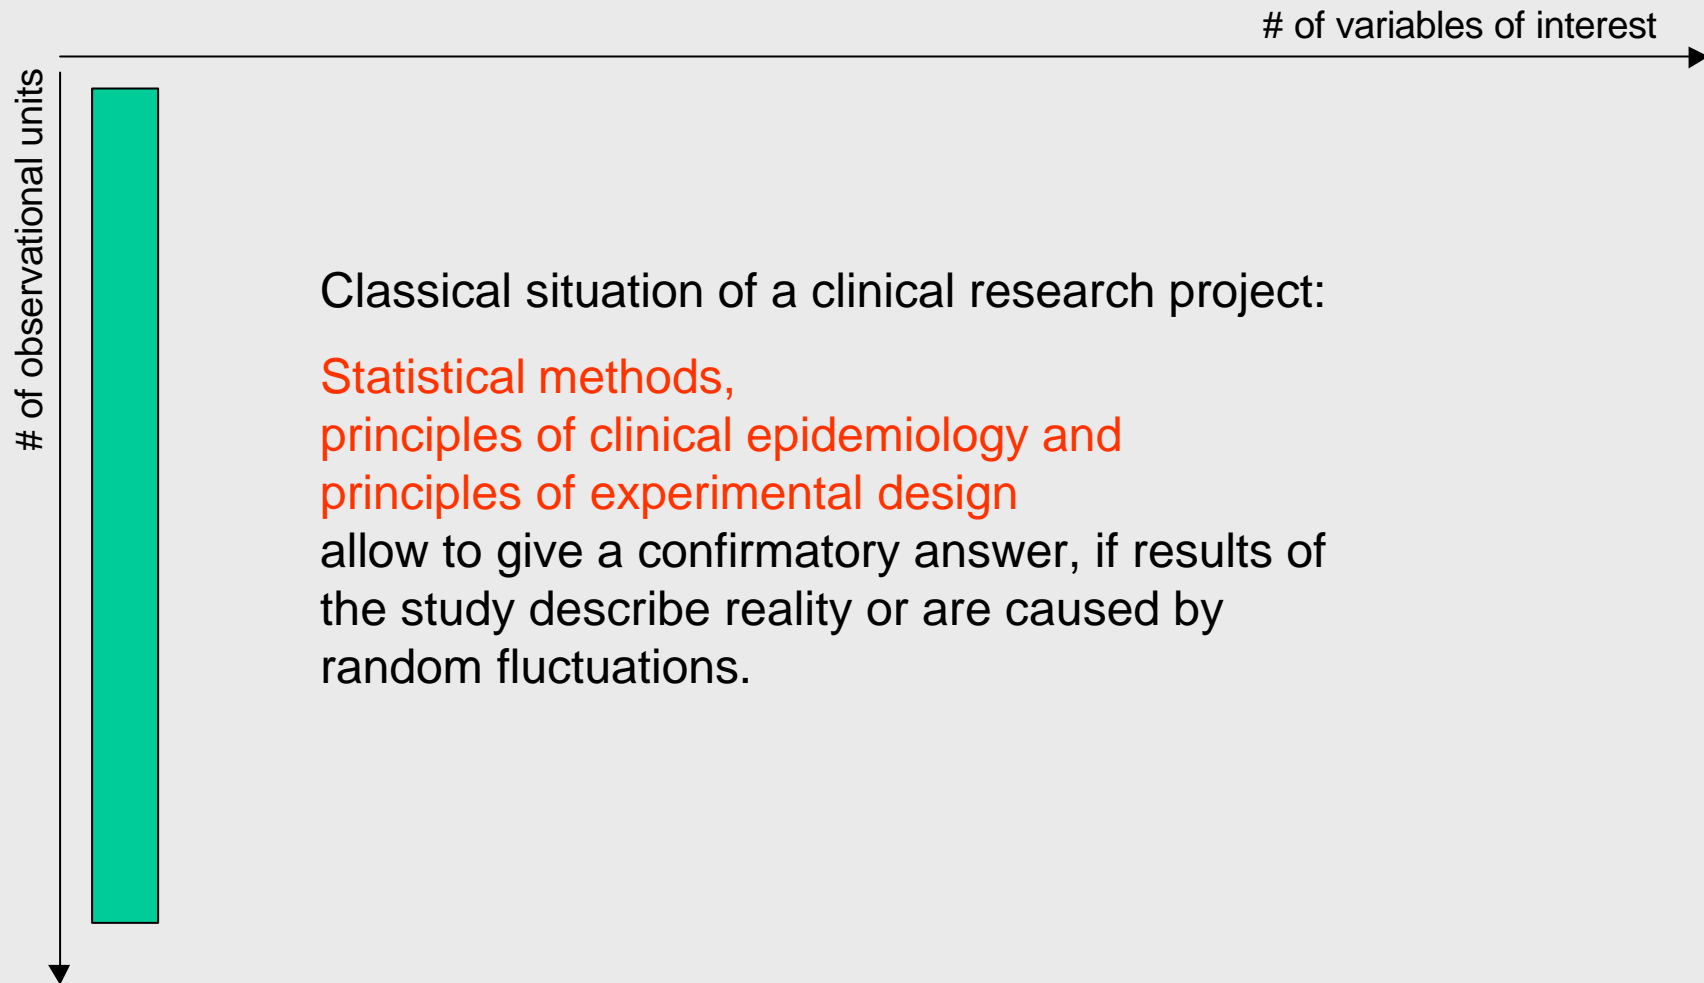 # of variables of interest
# of observational units
Classical situation of a clinical research project:
Statistical methods,
principles of clinical epidemiology and
principles of experimental design
allow to give a confirmatory answer, if results of
the study describe reality or are caused by
random fluctuations.